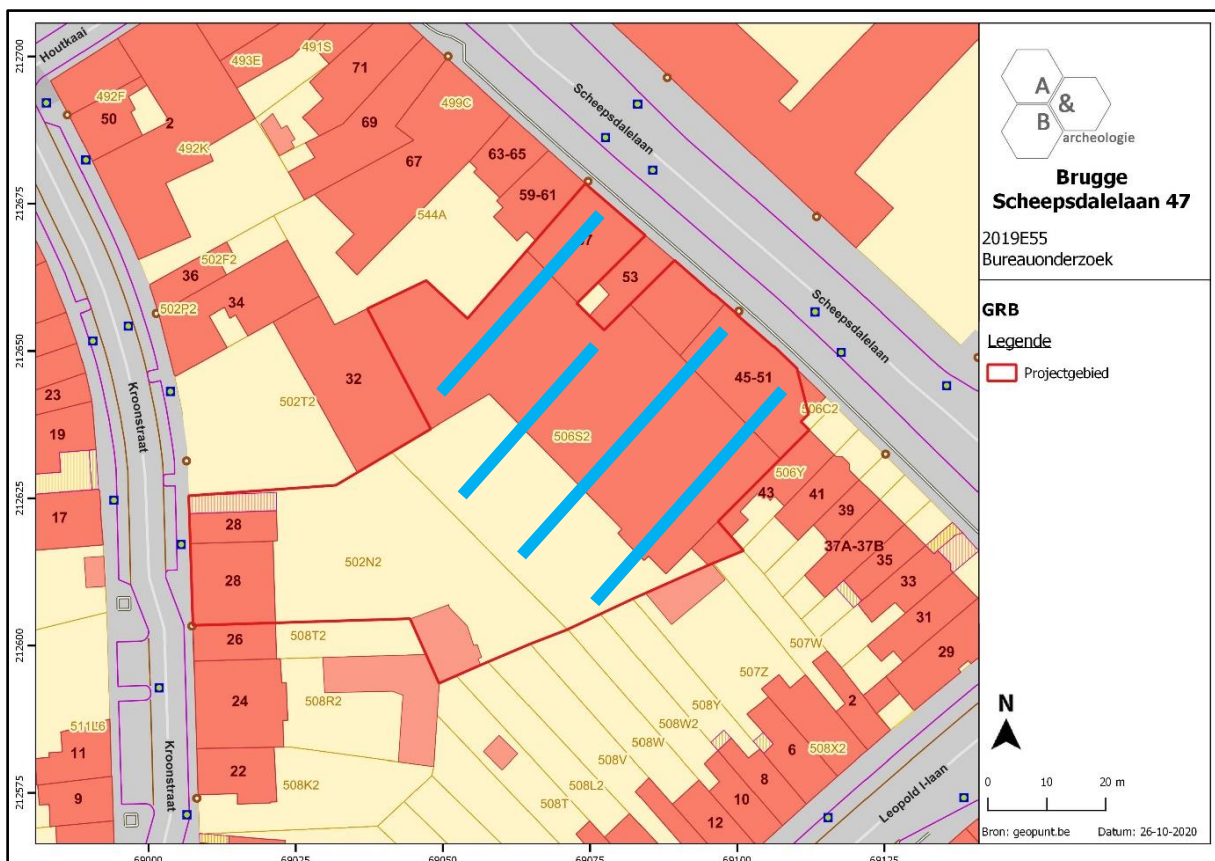 Houtkaai
493E
491S
71
499C
492F
50
2
492K
69
67
63-65
59-61
544A
Scheepsdalelaan
Scheepsdalelaan
Scheepsdalelaan
502F2
36
502P2
34
53
32
502T2
45-51
506C2
506S2
506Y
43
41
39
37A-37B
35
33
31
29
23
19
17
Kroonstraat
28
28
502N2
26
508T2
24
508R2
22
508K2
511L6
11
9
Kroonstraat
507W
507Z
508Y
508W2
508W
508V
508L2
508T
2
6
508X2
8
10
12
Leopold I-laan
212700
212675
212650
212625
212600
212575
69000
69025
69050
69075
69100
69125
A
&
B
archeologie
Brugge
Scheepsdalelaan 47
2019E55
Bureauonderzoek
GRB
Legende
Projectgebied
N
0 10 20 m
Bron: geopunt.be Datum: 26-10-2020